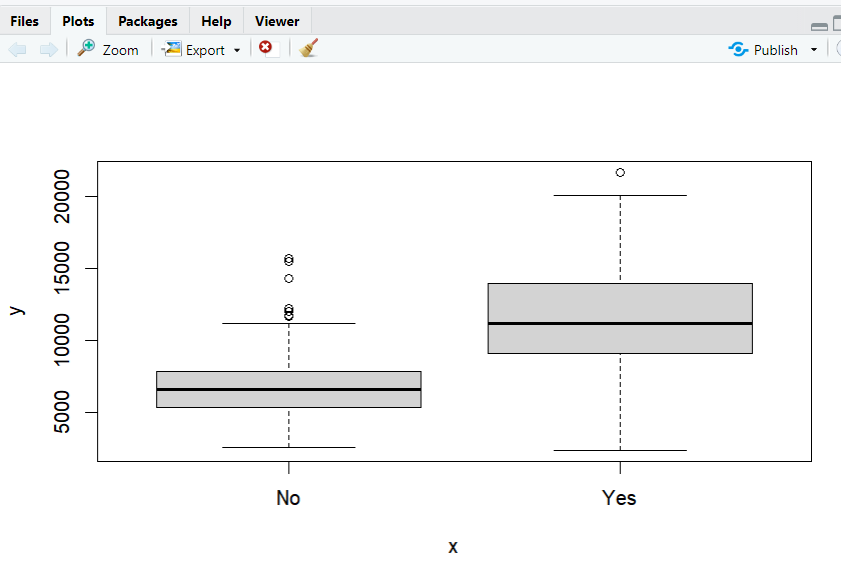 Files Plots Packages Help Viewer
Zoom Export Publish
20000
15000
10000
5000
y
No Yes
x